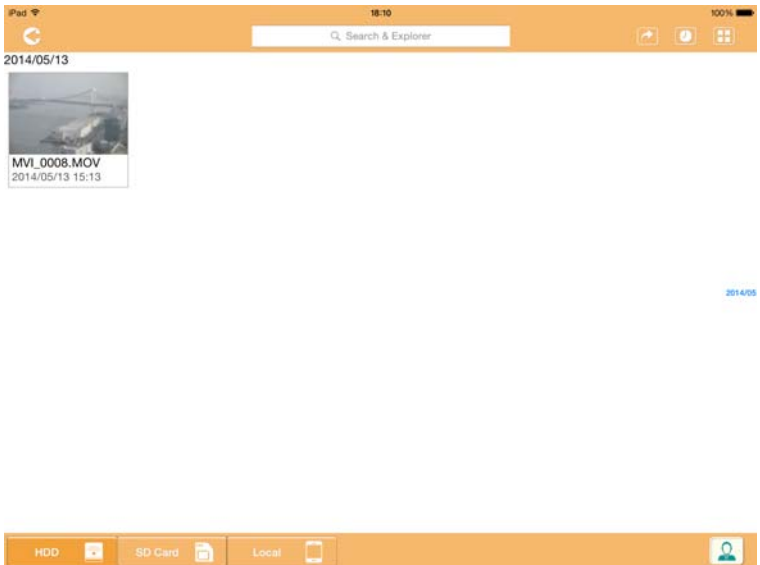 iPad 18:10 100%
Search & Explorer
2014/05/13
MVI_0008.MOV
2014/05/13 15:13
2014/05
HDD SD Card Local